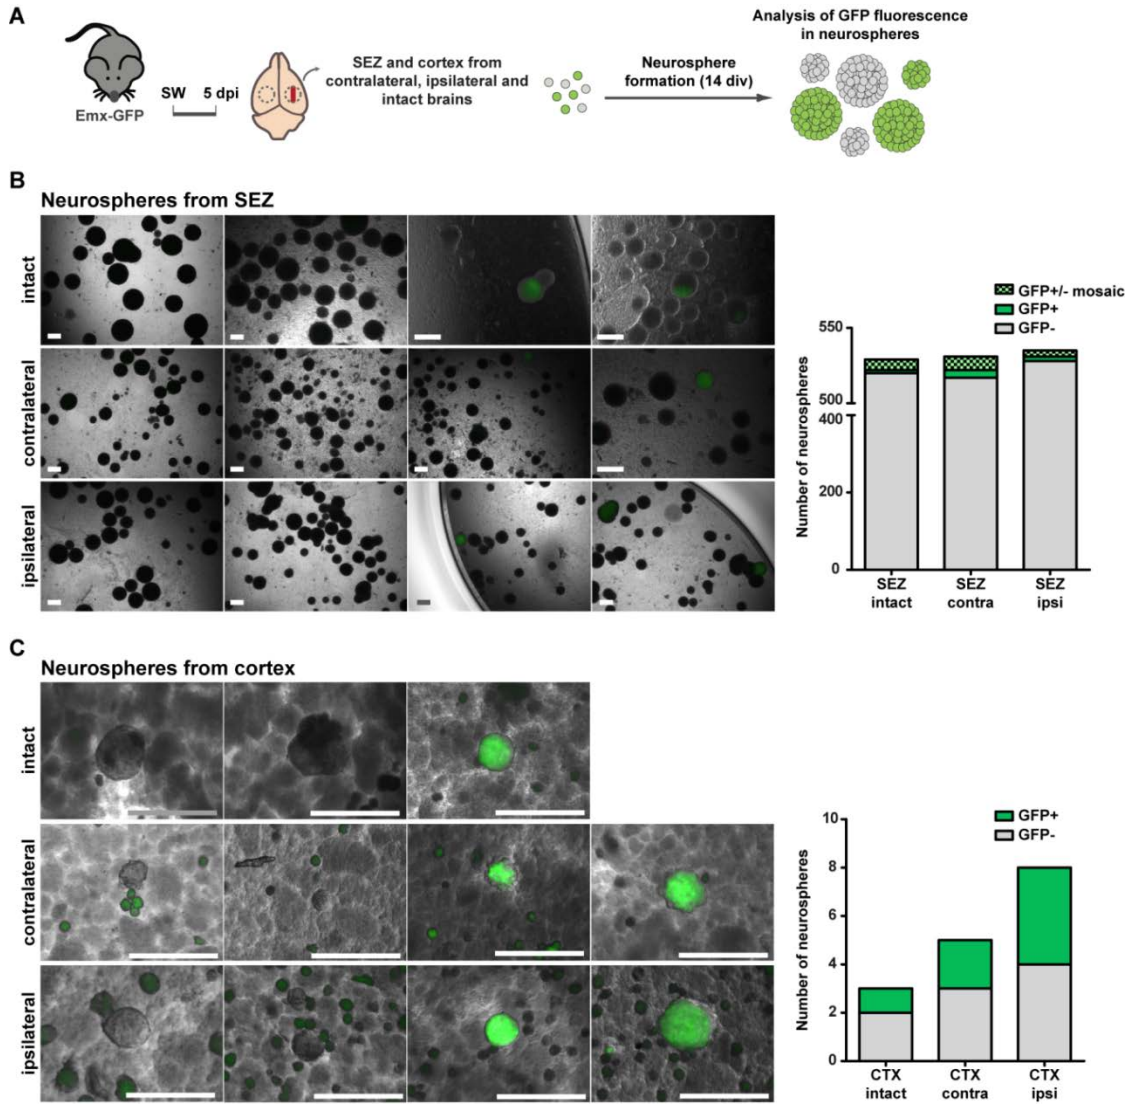 A
Emx-GFP
SW 5 dpi
SEZ and cortex from
contralateral, ipsilateral and
intact brains
Neurosphere
formation (14 div)
Analysis of GFP fluorescence
in neurospheres
B
Neurospheres from SEZ
intact
contralateral
ipsilateral
GFP+/- mosaic
GFP+
GFP-
Number of neurospheres
550
500
400
200
0
SEZ
intact
SEZ
contra
SEZ
ipsi
C
Neurospheres from cortex
intact
contralateral
ipsilateral
GFP+
GFP-
Number of neurospheres
10
8
6
4
2
0
CTX
intact
CTX
contra
CTX
ipsi